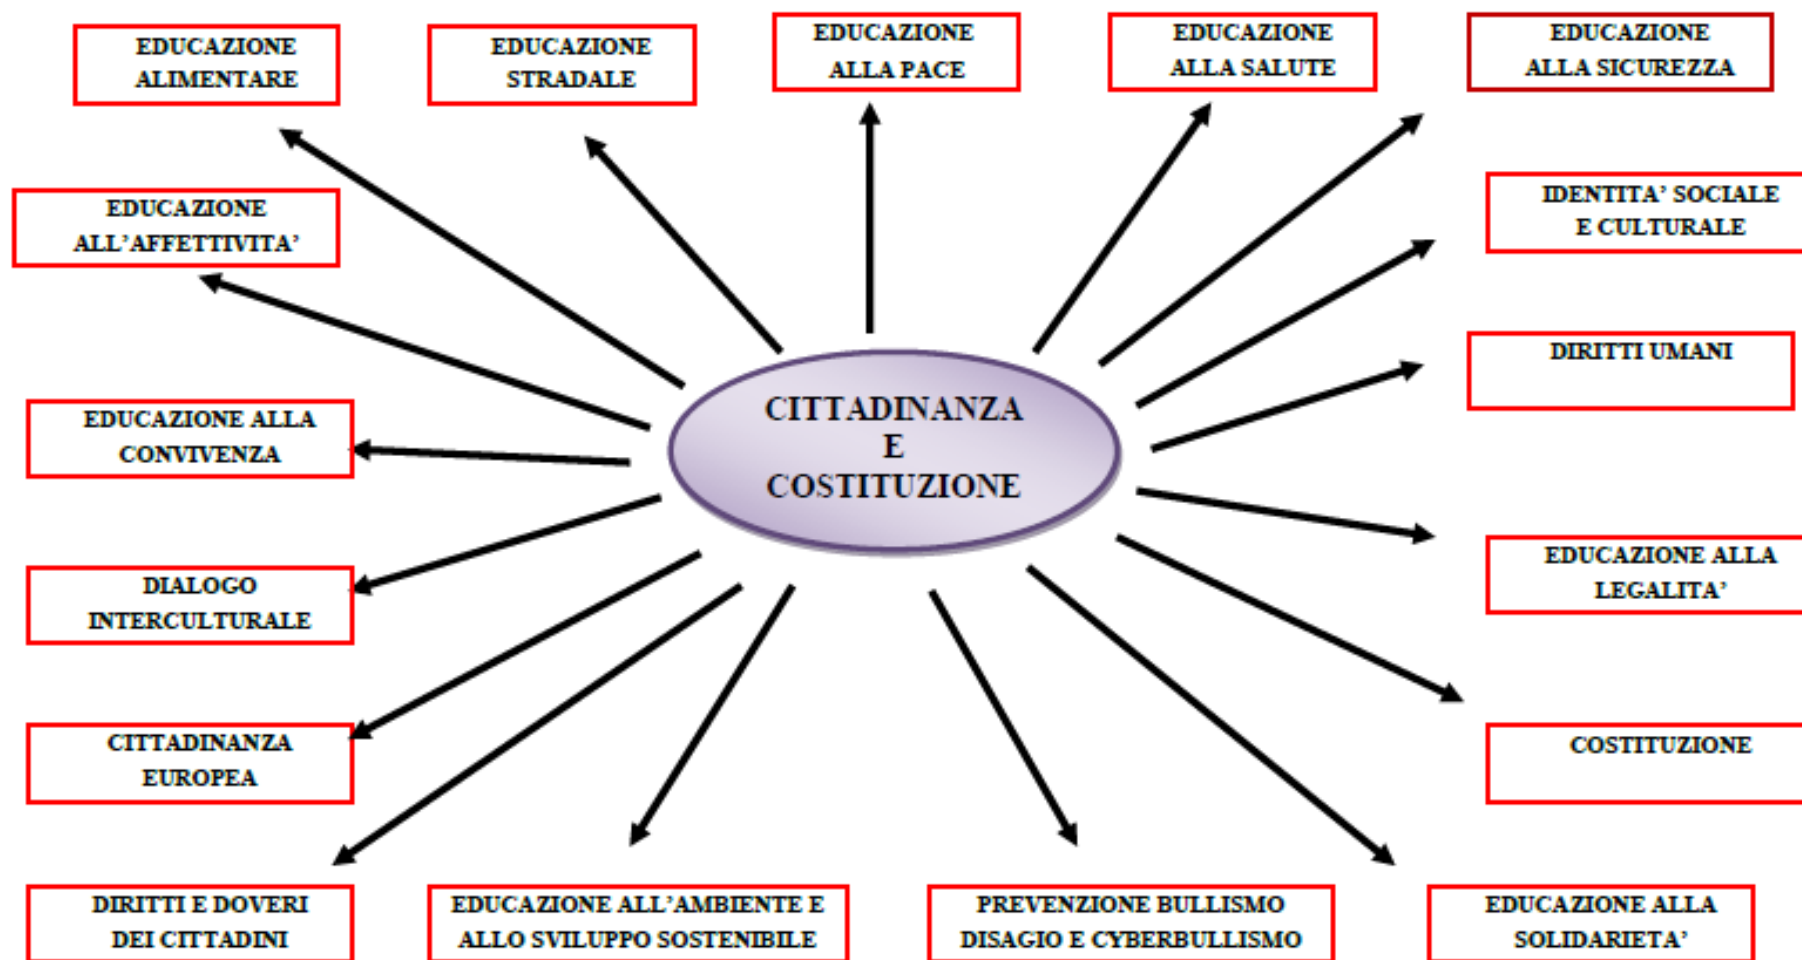 EDUCAZIONE
ALIMENTARE
EDUCAZIONE
STRADALE
EDUCAZIONE
ALLA PACE
EDUCAZIONE
ALLA SALUTE
EDUCAZIONE
ALLA SICUREZZA
EDUCAZIONE
ALL’AFFETTIVITA’
IDENTITA’ SOCIALE
E CULTURALE
DIRITTI UMANI
CITTADINANZA
E
COSTITUZIONE
EDUCAZIONE ALLA
CONVIVENZA
EDUCAZIONE ALLA
LEGALITA’
DIALOGO
INTERCULTURALE
CITTADINANZA
EUROPEA
COSTITUZIONE
DIRITTI E DOVERI
DEI CITTADINI
EDUCAZIONE ALL’AMBIENTE E
ALLO SVILUPPO SOSTENIBILE
PREVENZIONE BULLISMO
DISAGIO E CYBERBULLISMO
EDUCAZIONE ALLA
SOLIDARIETA’